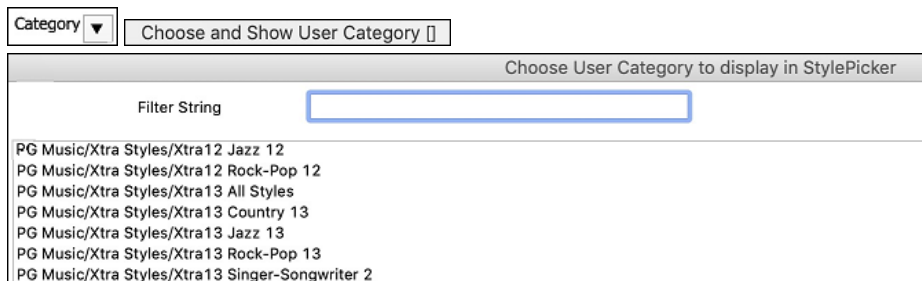 Category ▼
Choose and Show User Category []
Choose User Category to display in StylePicker
Filter String
PG Music/Xtra Styles/Xtra12 Jazz 12
PG Music/Xtra Styles/Xtra12 Rock-Pop 12
PG Music/Xtra Styles/Xtra13 All Styles
PG Music/Xtra Styles/Xtra13 Country 13
PG Music/Xtra Styles/Xtra13 Jazz 13
PG Music/Xtra Styles/Xtra13 Rock-Pop 13
PG Music/Xtra Styles/Xtra13 Singer-Songwriter 2